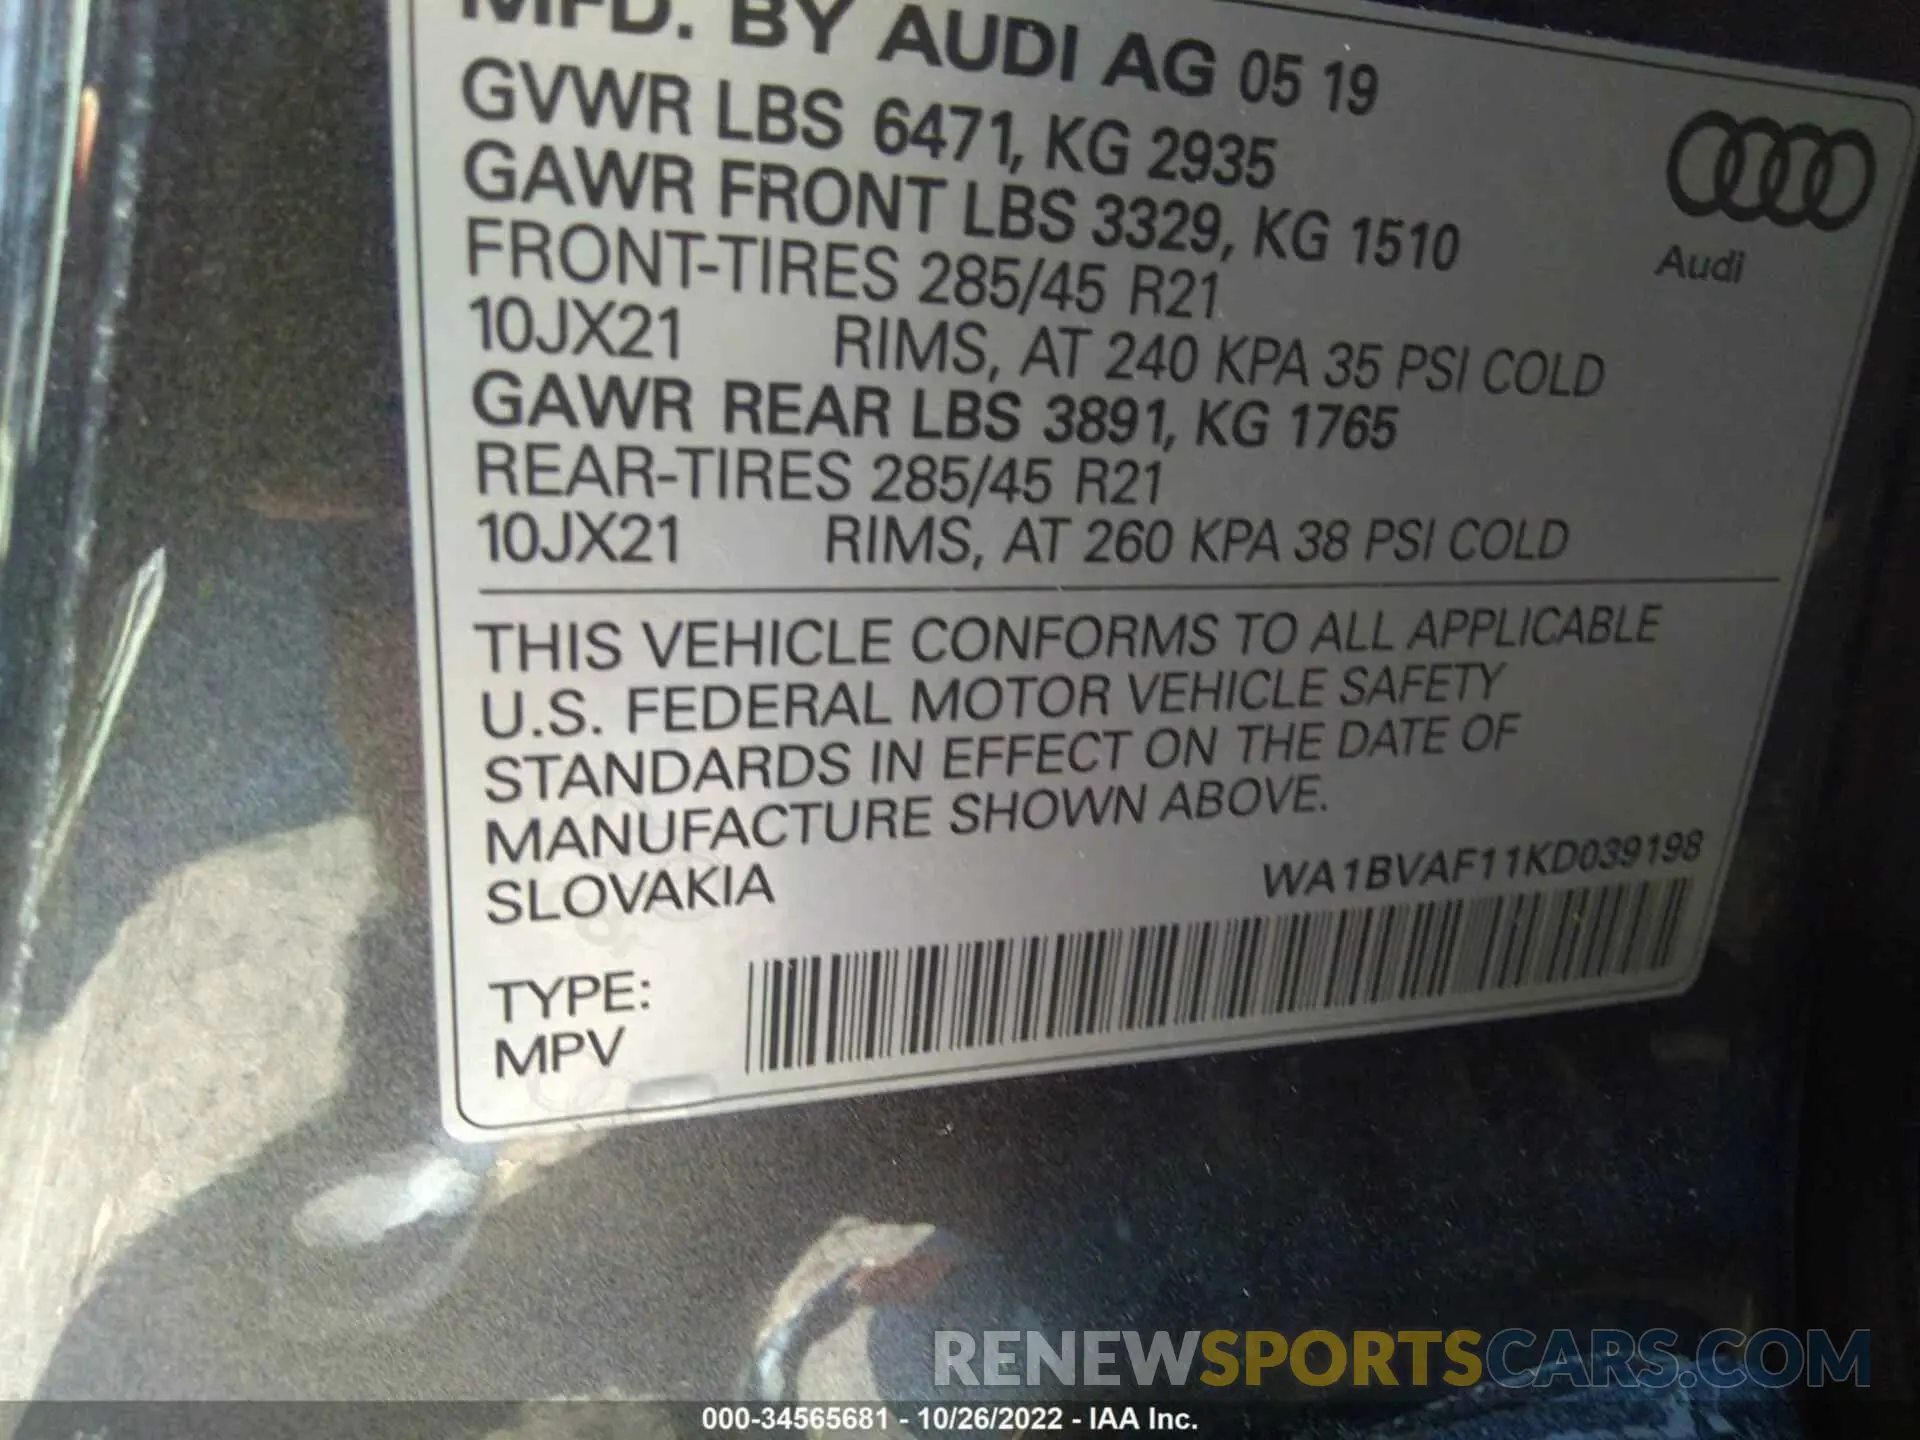 MFD. BY AUDI AG 05 19
GVWR LBS 6471, KG 2935
GAWR FRONT LBS 3329, KG 1510
FRONT-TIRES 285/45 R21
10JX21 RIMS, AT 240 KPA 35 PSI COLD
GAWR REAR LBS 3891, KG 1765
REAR-TIRES 285/45 R21
10JX21 RIMS, AT 260 KPA 38 PSI COLD
Audi
THIS VEHICLE CONFORMS TO ALL APPLICABLE
U.S. FEDERAL MOTOR VEHICLE SAFETY
STANDARDS IN EFFECT ON THE DATE OF
MANUFACTURE SHOWN ABOVE.
SLOVAKIA
WA1BVAF11KD039198
TYPE:
MPV
RENEWSPORTSCARS.COM
000-34565681 - 10/26/2022 - IAA Inc.